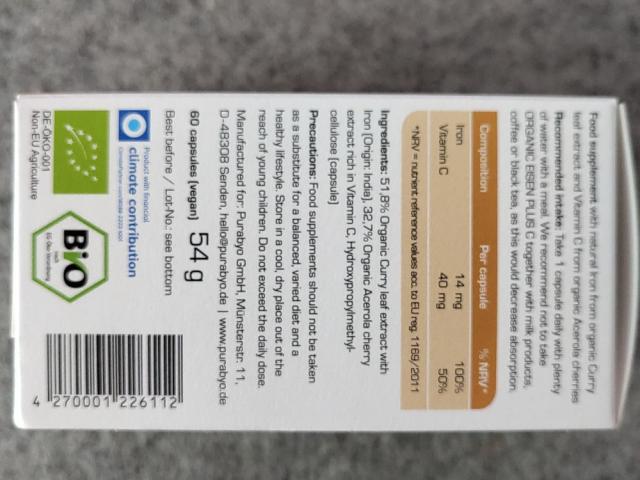 Food supplement with natural Iron from organic Curry
leaf extract and Vitamin C from organic Acerola cherries
Recommended intake: Take 1 capsule daily with plenty
of water with a meal. We recommend not to take
ORGANIC EISEN PLUS C together with milk products,
coffee or black tea, as this would decrease absorption.
Composition Per capsule % NRV*
Iron 14 mg 100%
Vitamin C 40 mg 50%
*NRV = nutrient reference values acc. to EU reg. 1169/2011
Ingredients: 51,8% Organic Curry leaf extract with
Iron [Origin: India], 32,7% Organic Acerola cherry
extract rich in Vitamin C, Hydroxypropylmethyl-
cellulose [capsule]
Precautions: Food supplements should not be taken
as a substitute for a balanced, varied diet and a
healthy lifestyle. Store in a cool, dry place out of the
reach of young children. Do not exceed the daily dose.
Manufactured for: Purabyo GmbH, Münsterstr. 11,
D-48308 Senden, hello@purabyo.de | www.purabyo.de
60 capsules [vegan] 54 g
Best before / Lot-No.: see bottom
Product with financial
climate contribution
DE-ÖKO-001
Non-EU Agriculture
Bio
nach
EG-Öko-Verordnung
4 270001 226112